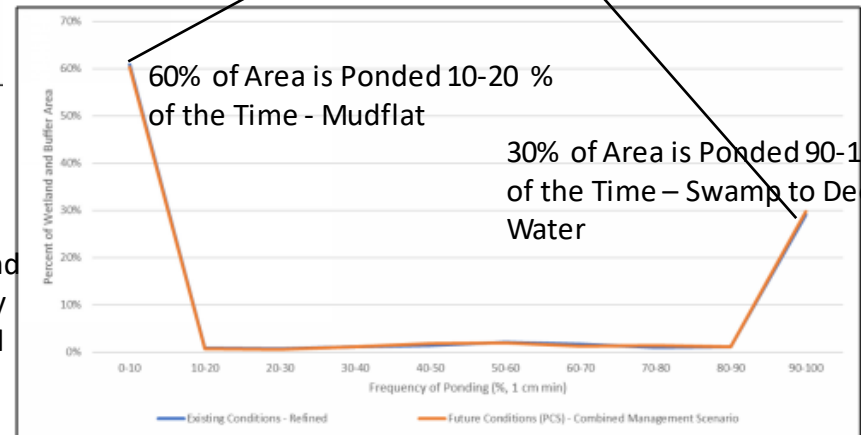 70%
60%
50%
40%
30%
20%
10%
0%
Percent of Wetland and Buffer Area
60% of Area is Ponded 10-20 %
of the Time - Mudflat
30% of Area is Ponded 90-1
of the Time – Swamp to De
Water
0-10 10-20 20-30 30-40 40-50 50-60 60-70 70-80 80-90 90-100
Frequency of Ponding (%, 1 cm min)
Existing Conditions - Refined Future Conditions (PCS) - Combined Management Scenario